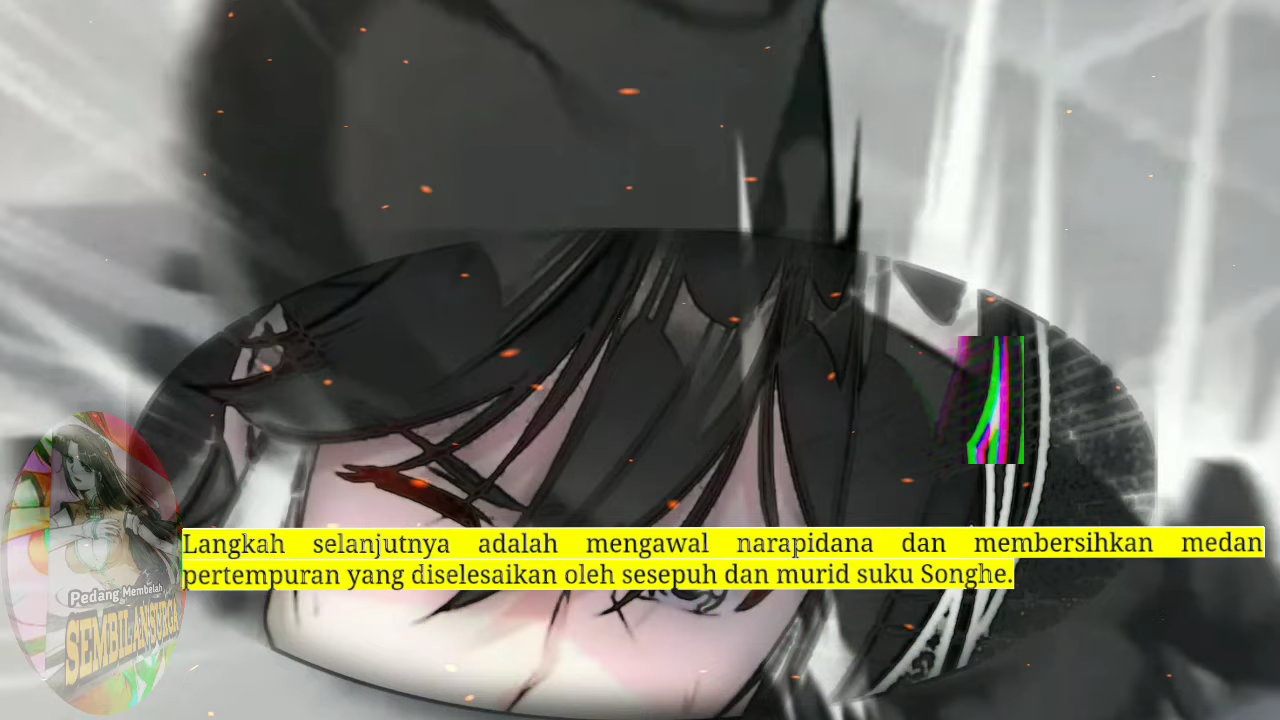 Langkah selanjutnya adalah mengawal narapidana dan membersihkan medan
pertempuran yang diselesaikan oleh sesepuh dan murid suku Songhe.
Pedang Membelah
SEMBILAN SURGA